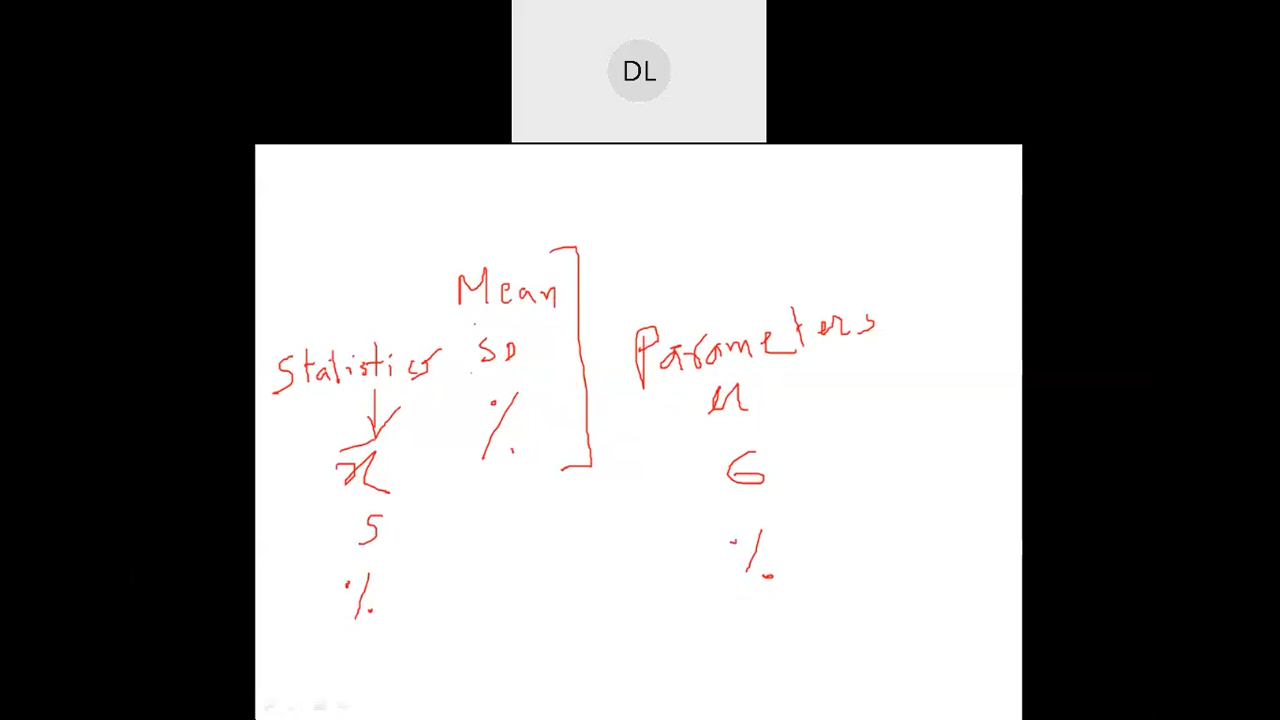 DL
Mean
SD
%
Statistics
x̄
s
%
Parameters
μ
σ
%